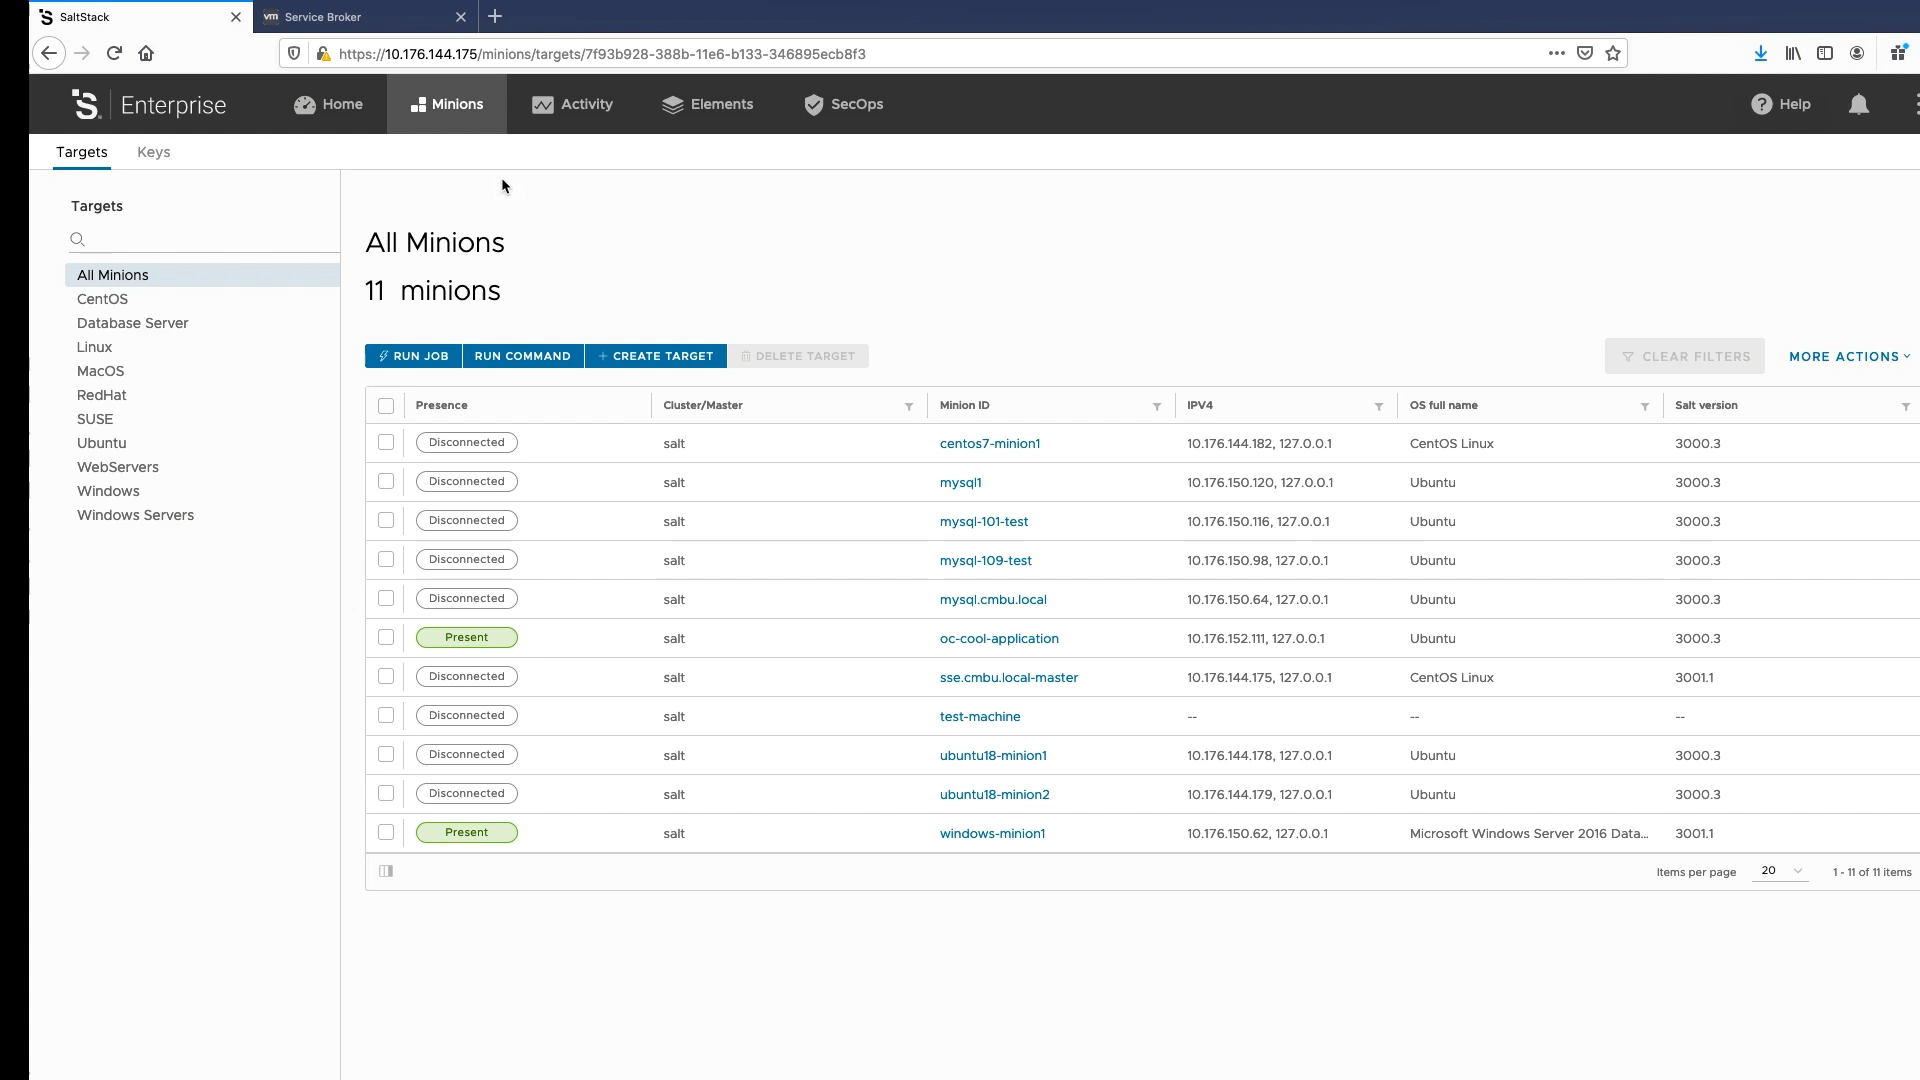 SaltStack
vm Service Broker
https://10.176.144.175/minions/targets/7f93b928-388b-11e6-b133-346895ecb8f3
S. Enterprise Home Minions Activity Elements SecOps ? Help
Targets Keys
Targets
All Minions
CentOS
Database Server
Linux
MacOS
RedHat
SUSE
Ubuntu
WebServers
Windows
Windows Servers
All Minions
11 minions
RUN JOB RUN COMMAND + CREATE TARGET DELETE TARGET CLEAR FILTERS MORE ACTIONS
Presence Cluster/Master Minion ID IPV4 OS full name Salt version
Disconnected salt centos7-minion1 10.176.144.182, 127.0.0.1 CentOS Linux 3000.3
Disconnected salt mysql1 10.176.150.120, 127.0.0.1 Ubuntu 3000.3
Disconnected salt mysql-101-test 10.176.150.116, 127.0.0.1 Ubuntu 3000.3
Disconnected salt mysql-109-test 10.176.150.98, 127.0.0.1 Ubuntu 3000.3
Disconnected salt mysql.cmbu.local 10.176.150.64, 127.0.0.1 Ubuntu 3000.3
Present salt oc-cool-application 10.176.152.111, 127.0.0.1 Ubuntu 3000.3
Disconnected salt sse.cmbu.local-master 10.176.144.175, 127.0.0.1 CentOS Linux 3001.1
Disconnected salt test-machine -- -- --
Disconnected salt ubuntu18-minion1 10.176.144.178, 127.0.0.1 Ubuntu 3000.3
Disconnected salt ubuntu18-minion2 10.176.144.179, 127.0.0.1 Ubuntu 3000.3
Present salt windows-minion1 10.176.150.62, 127.0.0.1 Microsoft Windows Server 2016 Data... 3001.1
Items per page 20 1 - 11 of 11 items